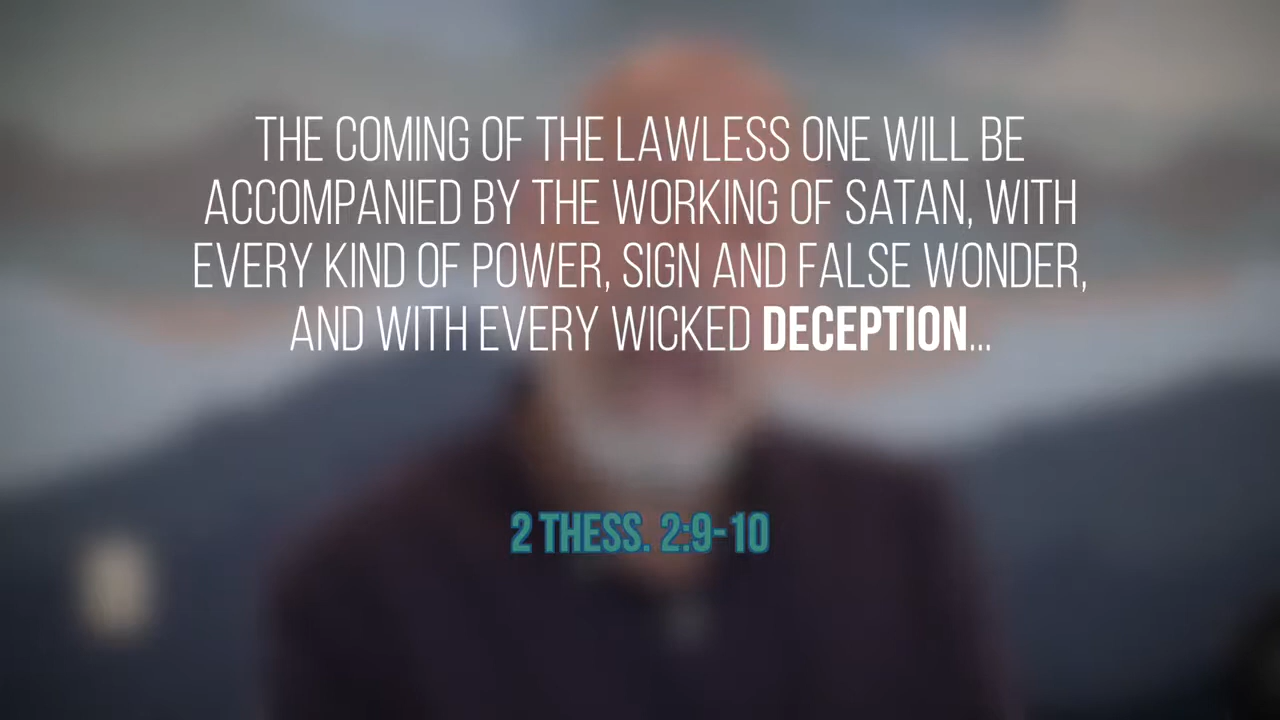 THE COMING OF THE LAWLESS ONE WILL BE
ACCOMPANIED BY THE WORKING OF SATAN, WITH
EVERY KIND OF POWER, SIGN AND FALSE WONDER,
AND WITH EVERY WICKED DECEPTION...
2 THESS. 2:9-10